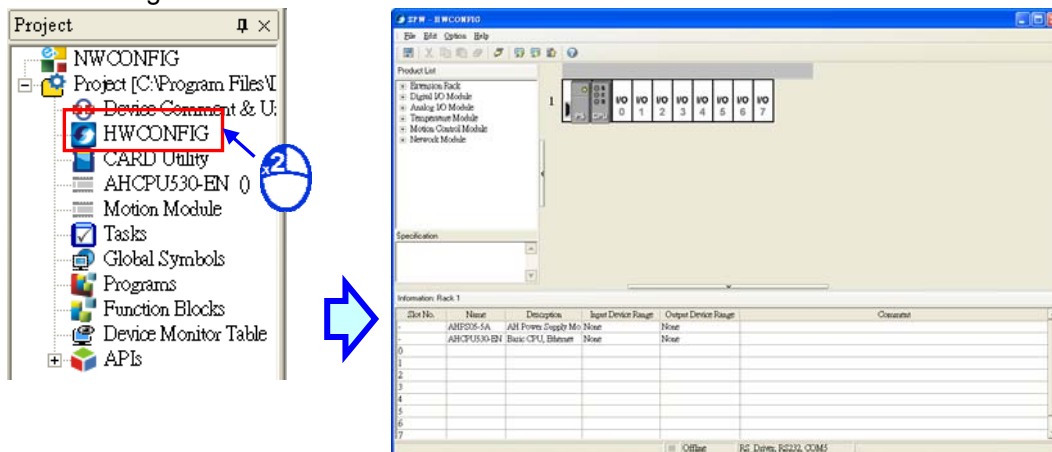 Project
NWCONFIG
Project [C:\Program Files\
Device Comment & U
HWCONFIG
CARD Utility
AHCPU530-EN ()
Motion Module
Tasks
Global Symbols
Programs
Function Blocks
Device Monitor Table
APIs
x2
ISPW - HWCONFIG
File Edit Option Help
Product List
Extension Rack
Digital I/O Module
Analog I/O Module
Temperature Module
Motion Control Module
Network Module
1 PS CPU I/O 0 I/O 1 I/O 2 I/O 3 I/O 4 I/O 5 I/O 6 I/O 7
Specification
Information: Rack 1
Slot No. Name Description Input Device Range Output Device Range Comment
- AHPS05-5A AH Power Supply Mo None None
- AHCPU530-EN Basic CPU, Ethernet None None
0
1
2
3
4
5
6
7
Offline RS Driver, RS232, COM5